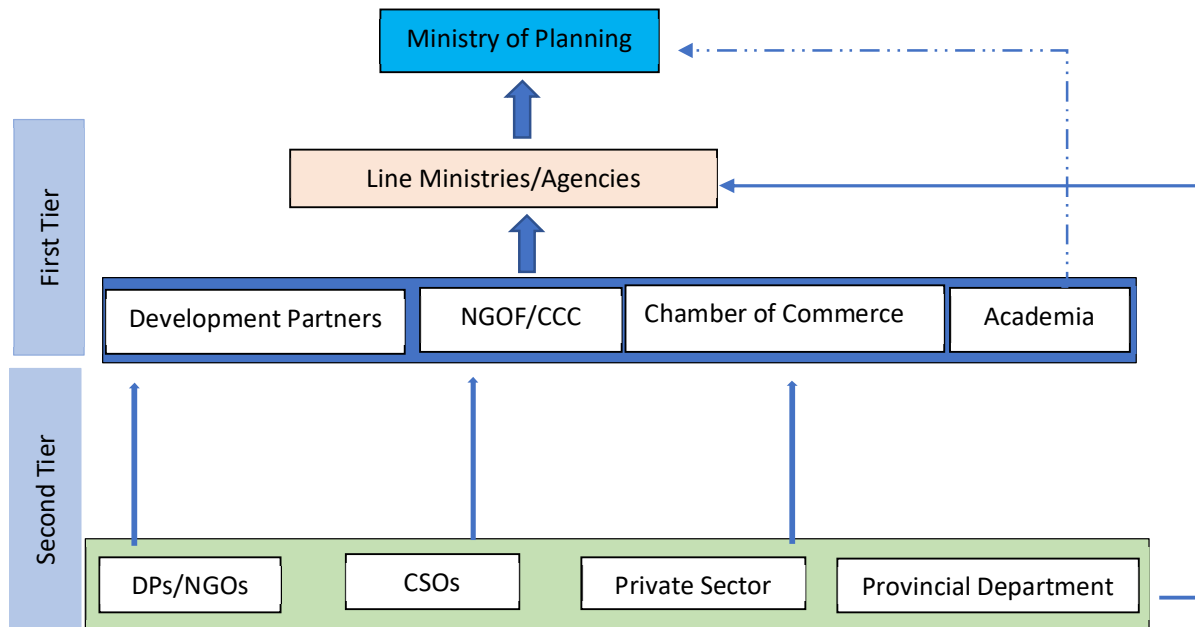 Ministry of Planning
Line Ministries/Agencies
First Tier
Development Partners
NGOF/CCC
Chamber of Commerce
Academia
Second Tier
DPs/NGOs
CSOs
Private Sector
Provincial Department